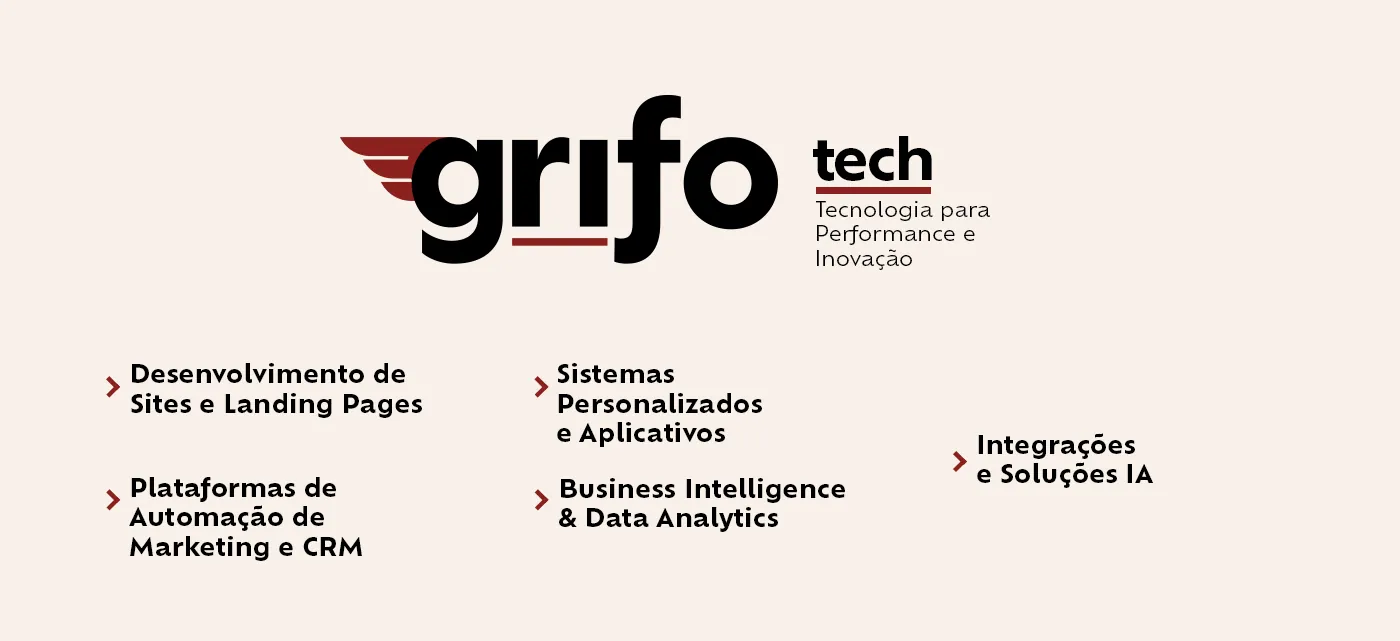 grifo
tech
Tecnologia para
Performance e
Inovação
Desenvolvimento de
Sites e Landing Pages
Plataformas de
Automação de
Marketing e CRM
Sistemas
Personalizados
e Aplicativos
Business Intelligence
& Data Analytics
Integrações
e Soluções IA